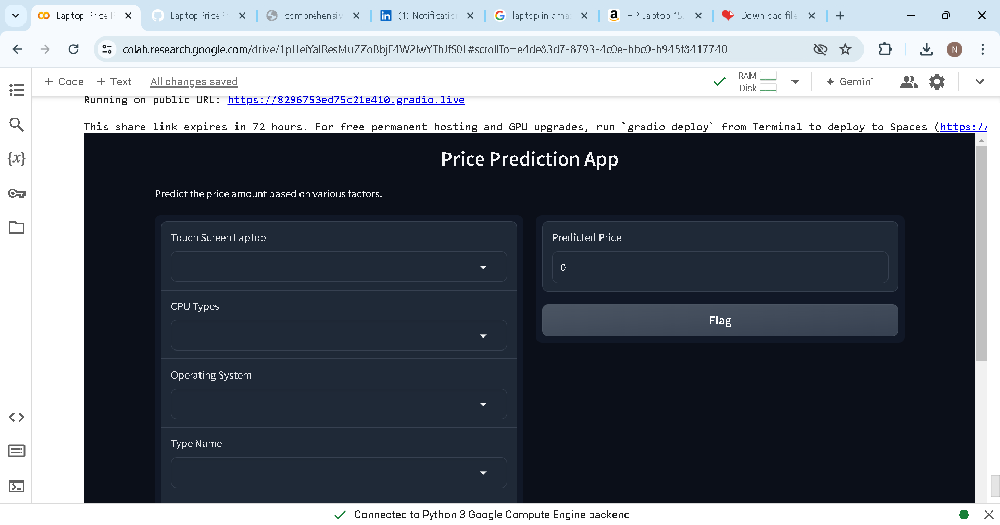 Laptop Price P
LaptopPricePr
comprehensiv
(1) Notificatio
laptop in ama
HP Laptop 15,
Download file
colab.research.google.com/drive/1pHeiYaIResMuZZoBbjE4W2lwYThJfS0L#scrollTo=e4de83d7-8793-4c0e-bbc0-b945f8417740
N
+ Code + Text All changes saved
RAM
Disk
Gemini
Running on public URL: https://8296753ed75c21e410.gradio.live
This share link expires in 72 hours. For free permanent hosting and GPU upgrades, run `gradio deploy` from Terminal to deploy to Spaces (https://
Price Prediction App
Predict the price amount based on various factors.
Touch Screen Laptop
CPU Types
Operating System
Type Name
Predicted Price
0
Flag
Connected to Python 3 Google Compute Engine backend